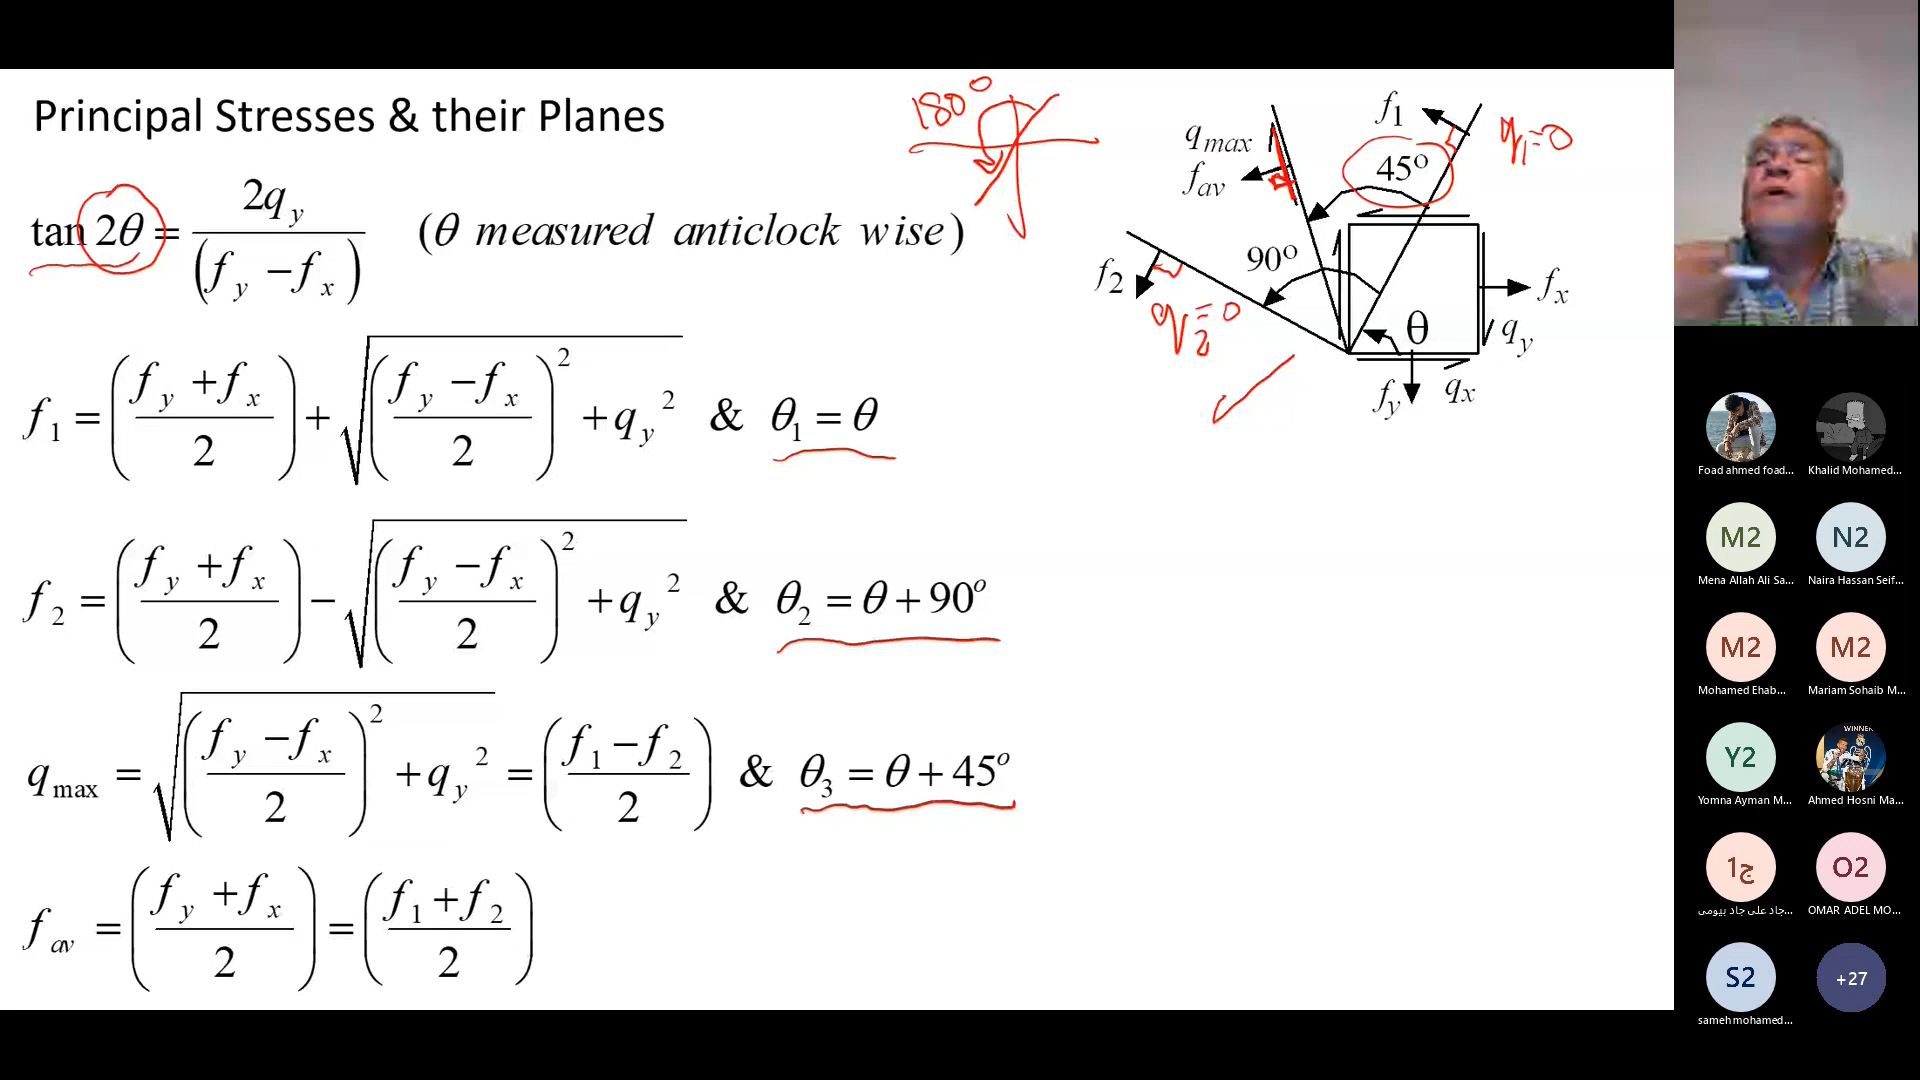 Principal Stresses & their Planes
tan 2θ = 2q_y / (f_y − f_x) (θ measured anticlock wise)
f_1 = ((f_y + f_x) / 2) + √(((f_y − f_x) / 2)^2 + q_y^2) & θ_1 = θ
f_2 = ((f_y + f_x) / 2) − √(((f_y − f_x) / 2)^2 + q_y^2) & θ_2 = θ + 90°
q_max = √(((f_y − f_x) / 2)^2 + q_y^2) = ((f_1 − f_2) / 2) & θ_3 = θ + 45°
f_av = ((f_y + f_x) / 2) = ((f_1 + f_2) / 2)
180°
f_1
q_max
f_av
45°
q_1=0
90°
f_2
q_2=0
f_x
θ
q_y
f_y
q_x
Foad ahmed foad...
Khalid Mohamed...
M2
Mena Allah Ali Sa...
N2
Naira Hassan Seif...
M2
Mohamed Ehab...
M2
Mariam Sohaib M...
Y2
Yomna Ayman M...
WINNER
Ahmed Hosni Ma...
ج1
جاد على جاد بيومى...
O2
OMAR ADEL MO...
S2
sameh mohamed...
+27